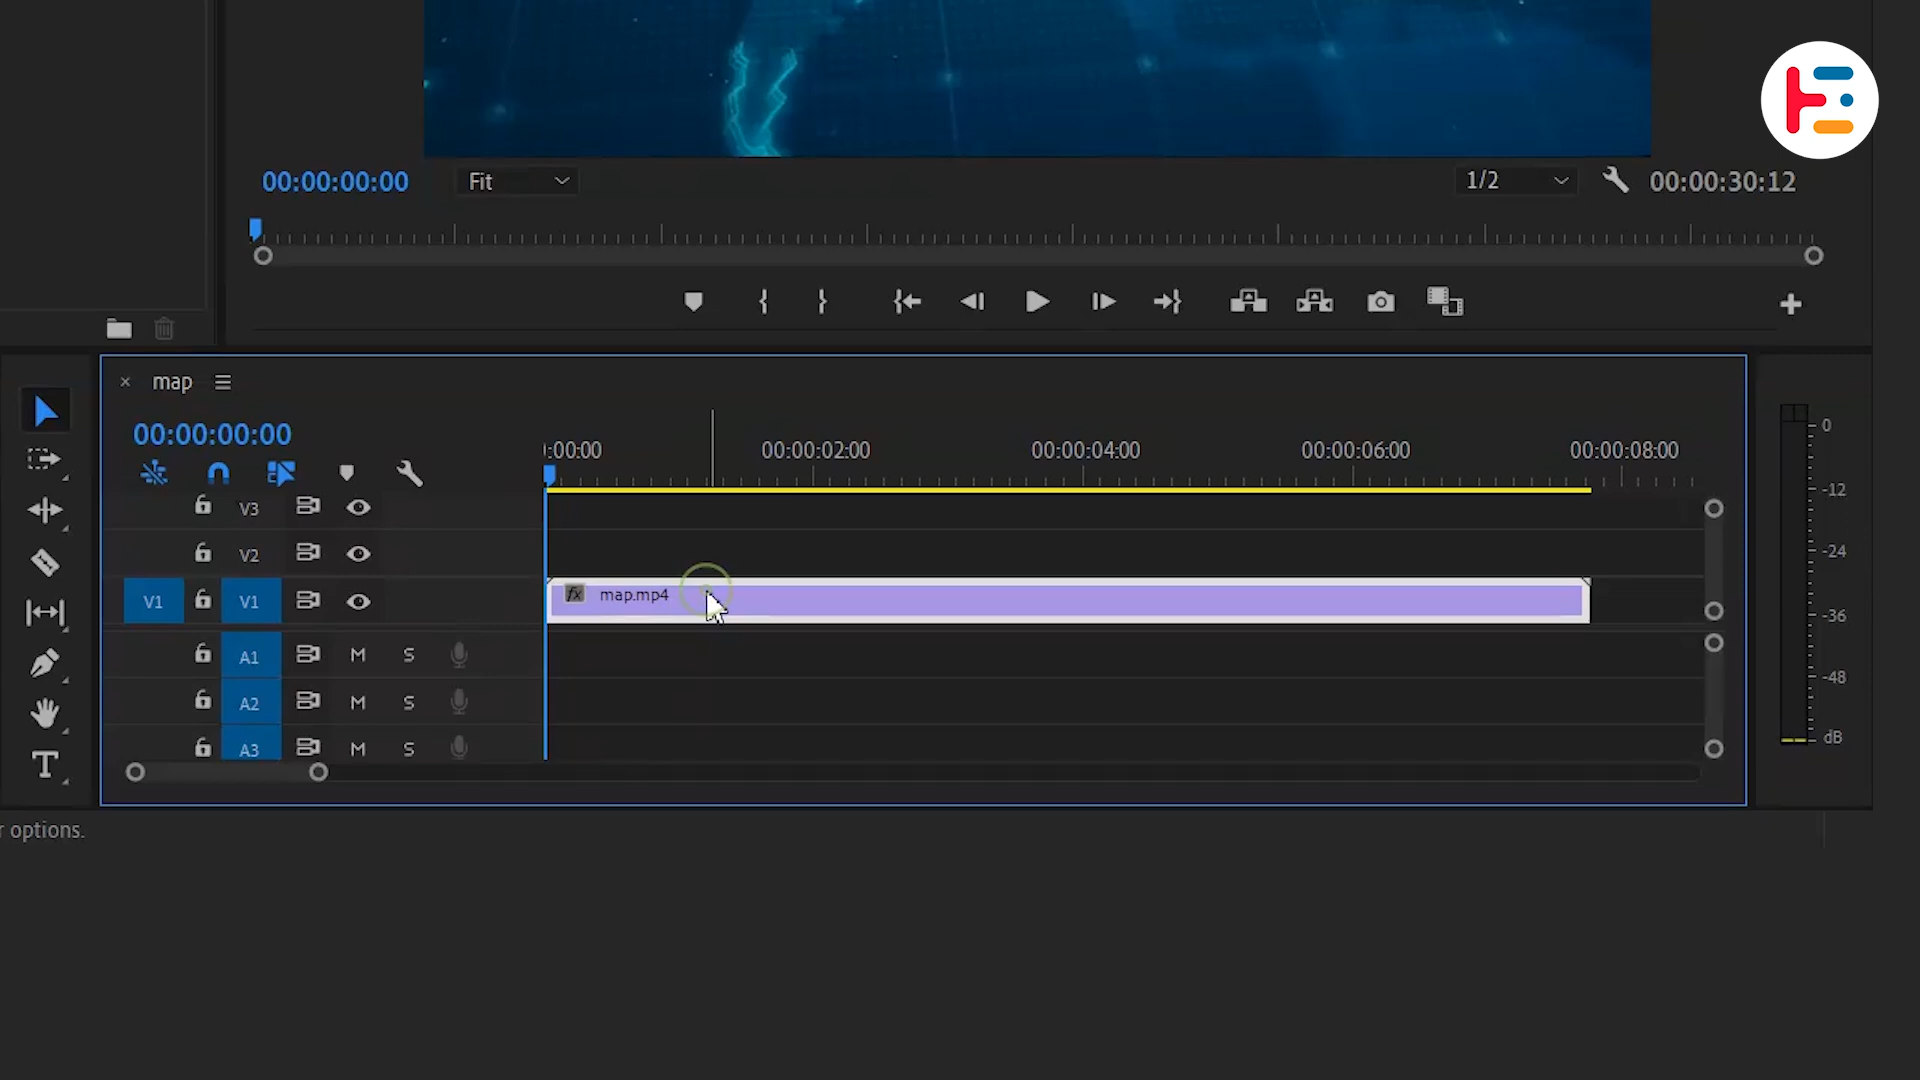 00:00:00:00
Fit
1/2
00:00:30:12
map
00:00:00:00
:00:00
00:00:02:00
00:00:04:00
00:00:06:00
00:00:08:00
V3
V2
V1
V1
fx
map.mp4
A1
M
S
A2
M
S
A3
M
S
T
0
-12
-24
-36
-48
dB
r options.